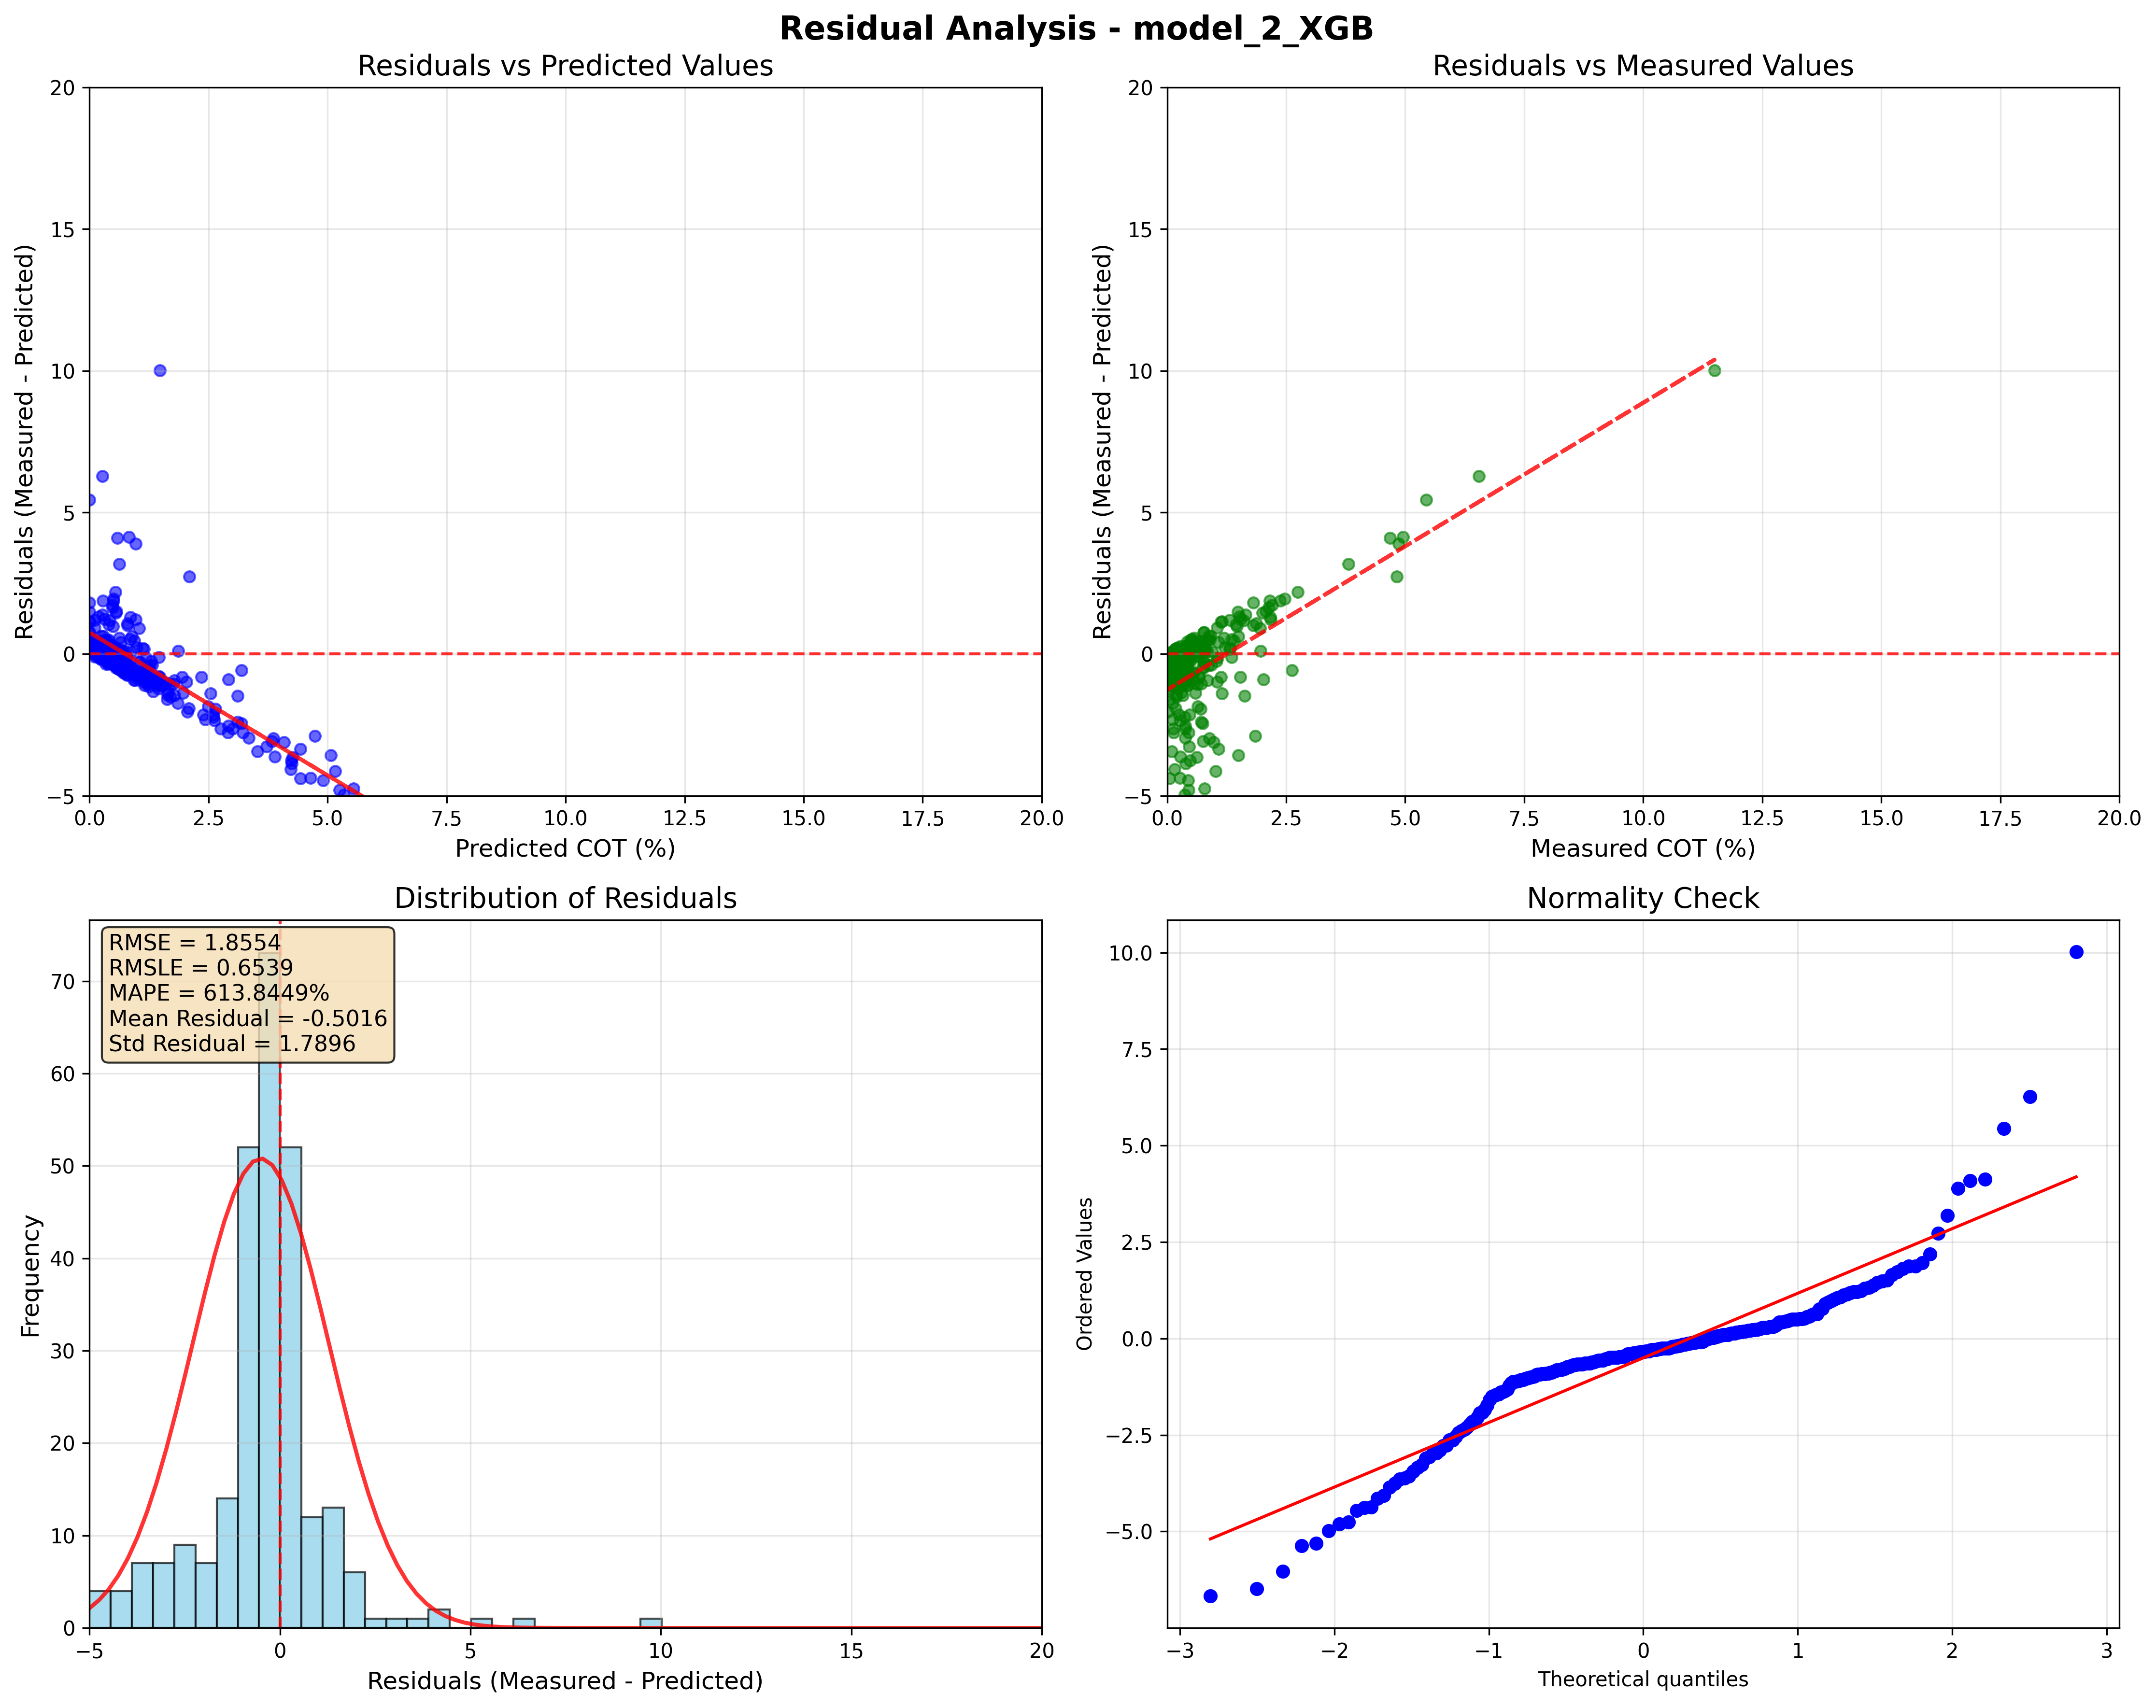 Residual Analysis - model_2_XGB
Residuals vs Predicted Values
20
15
10
5
0
−5
Residuals (Measured - Predicted)
0.0 2.5 5.0 7.5 10.0 12.5 15.0 17.5 20.0
Predicted COT (%)
Residuals vs Measured Values
20
15
10
5
0
−5
Residuals (Measured - Predicted)
0.0 2.5 5.0 7.5 10.0 12.5 15.0 17.5 20.0
Measured COT (%)
Distribution of Residuals
RMSE = 1.8554
RMSLE = 0.6539
MAPE = 613.8449%
Mean Residual = -0.5016
Std Residual = 1.7896
70
60
50
40
30
20
10
0
Frequency
−5 0 5 10 15 20
Residuals (Measured - Predicted)
Normality Check
10.0
7.5
5.0
2.5
0.0
−2.5
−5.0
Ordered Values
−3 −2 −1 0 1 2 3
Theoretical quantiles